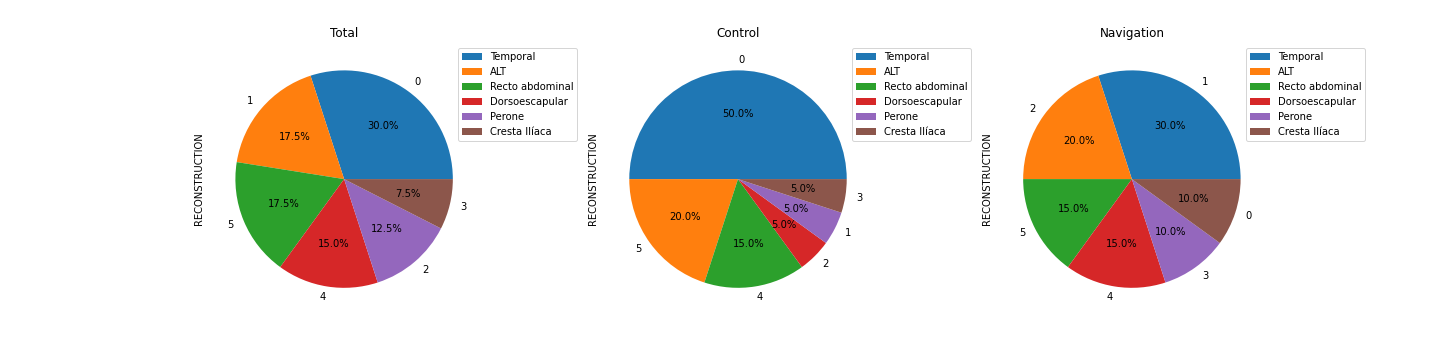 Total
RECONSTRUCTION
0
1
5
4
2
3
30.0%
17.5%
17.5%
15.0%
12.5%
7.5%
Temporal
ALT
Recto abdominal
Dorsoescapular
Perone
Cresta Ilíaca
Control
RECONSTRUCTION
0
5
4
2
1
3
50.0%
20.0%
15.0%
5.0%
5.0%
5.0%
Temporal
ALT
Recto abdominal
Dorsoescapular
Perone
Cresta Ilíaca
Navigation
RECONSTRUCTION
1
2
5
4
3
0
30.0%
20.0%
15.0%
15.0%
10.0%
10.0%
Temporal
ALT
Recto abdominal
Dorsoescapular
Perone
Cresta Ilíaca